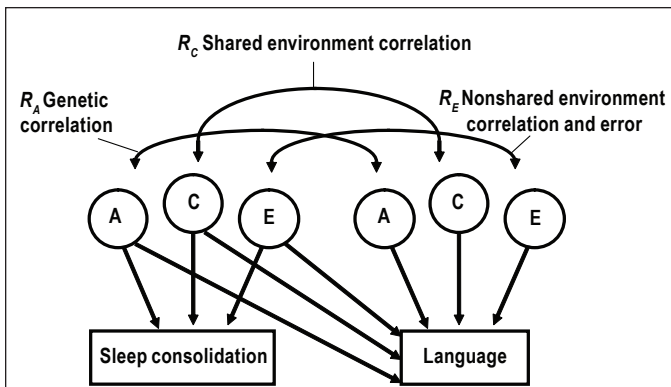 R_C Shared environment correlation
R_A Genetic
correlation
R_E Nonshared environment
correlation and error
A
C
E
A
C
E
Sleep consolidation
Language